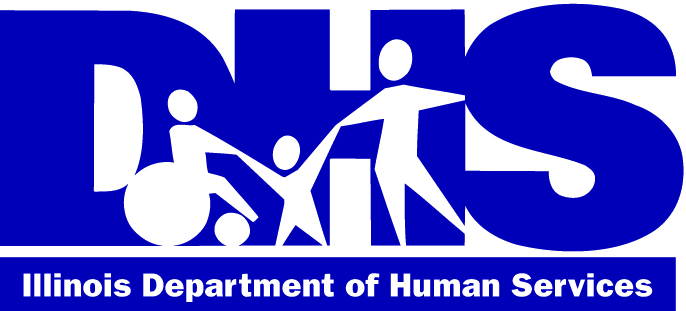 DHS
Illinois Department of Human Services